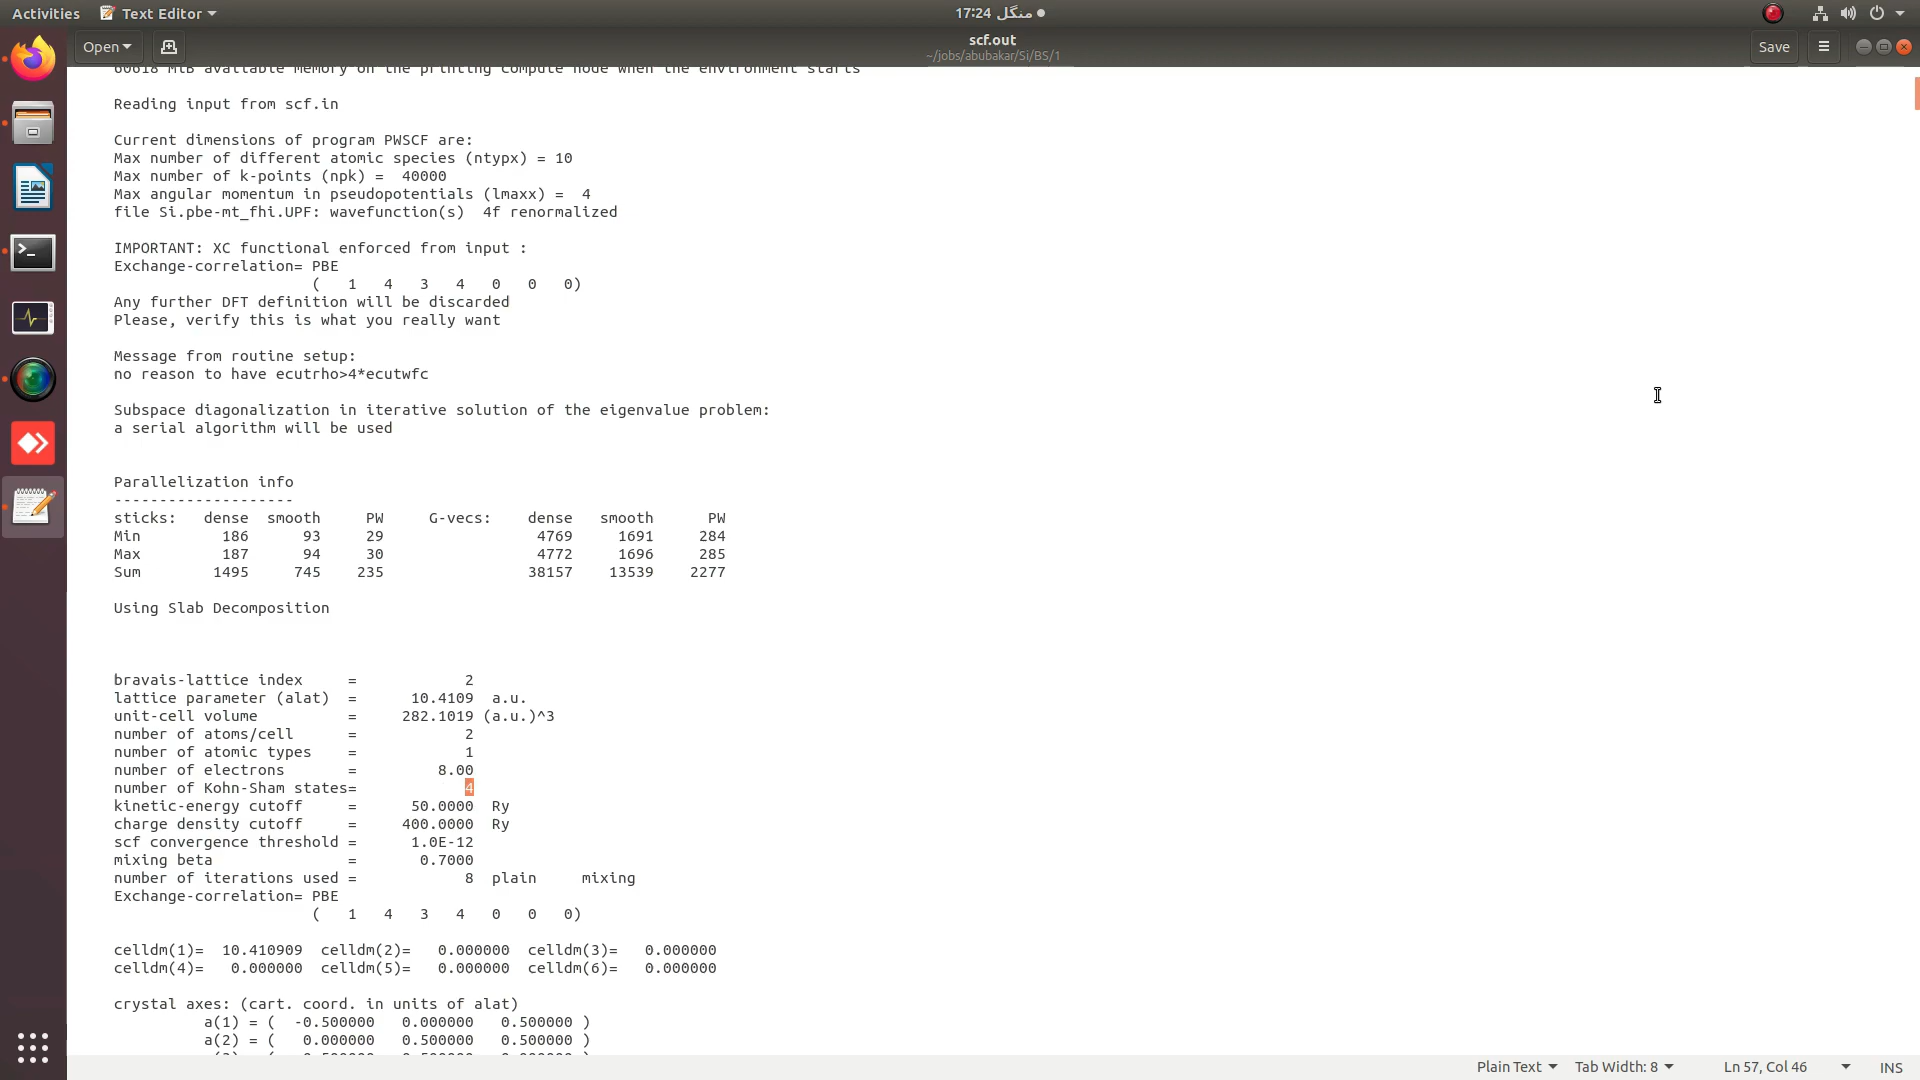 Activities Text Editor 17:24 منگل
Open scf.out Save
~/jobs/abubakar/Si/BS/1
60618 MiB available memory on the printing compute node when the environment starts
Reading input from scf.in
Current dimensions of program PWSCF are:
Max number of different atomic species (ntypx) = 10
Max number of k-points (npk) =  40000
Max angular momentum in pseudopotentials (lmaxx) =  4
file Si.pbe-mt_fhi.UPF: wavefunction(s)  4f renormalized
IMPORTANT: XC functional enforced from input :
Exchange-correlation= PBE
(   1   4   3   4   0   0   0)
Any further DFT definition will be discarded
Please, verify this is what you really want
Message from routine setup:
no reason to have ecutrho>4*ecutwfc
Subspace diagonalization in iterative solution of the eigenvalue problem:
a serial algorithm will be used
Parallelization info
--------------------
sticks:   dense  smooth     PW     G-vecs:    dense   smooth      PW
Min         186      93     29                 4769     1691     284
Max         187      94     30                 4772     1696     285
Sum        1495     745    235                38157    13539    2277
Using Slab Decomposition
bravais-lattice index     =            2
lattice parameter (alat)  =      10.4109  a.u.
unit-cell volume          =     282.1019 (a.u.)^3
number of atoms/cell      =            2
number of atomic types    =            1
number of electrons       =         8.00
number of Kohn-Sham states=            4
kinetic-energy cutoff     =      50.0000  Ry
charge density cutoff     =     400.0000  Ry
scf convergence threshold =      1.0E-12
mixing beta               =       0.7000
number of iterations used =            8  plain     mixing
Exchange-correlation= PBE
(   1   4   3   4   0   0   0)
celldm(1)=  10.410909  celldm(2)=   0.000000  celldm(3)=   0.000000
celldm(4)=   0.000000  celldm(5)=   0.000000  celldm(6)=   0.000000
crystal axes: (cart. coord. in units of alat)
a(1) = (  -0.500000   0.000000   0.500000 )
a(2) = (   0.000000   0.500000   0.500000 )
Plain Text Tab Width: 8 Ln 57, Col 46 INS